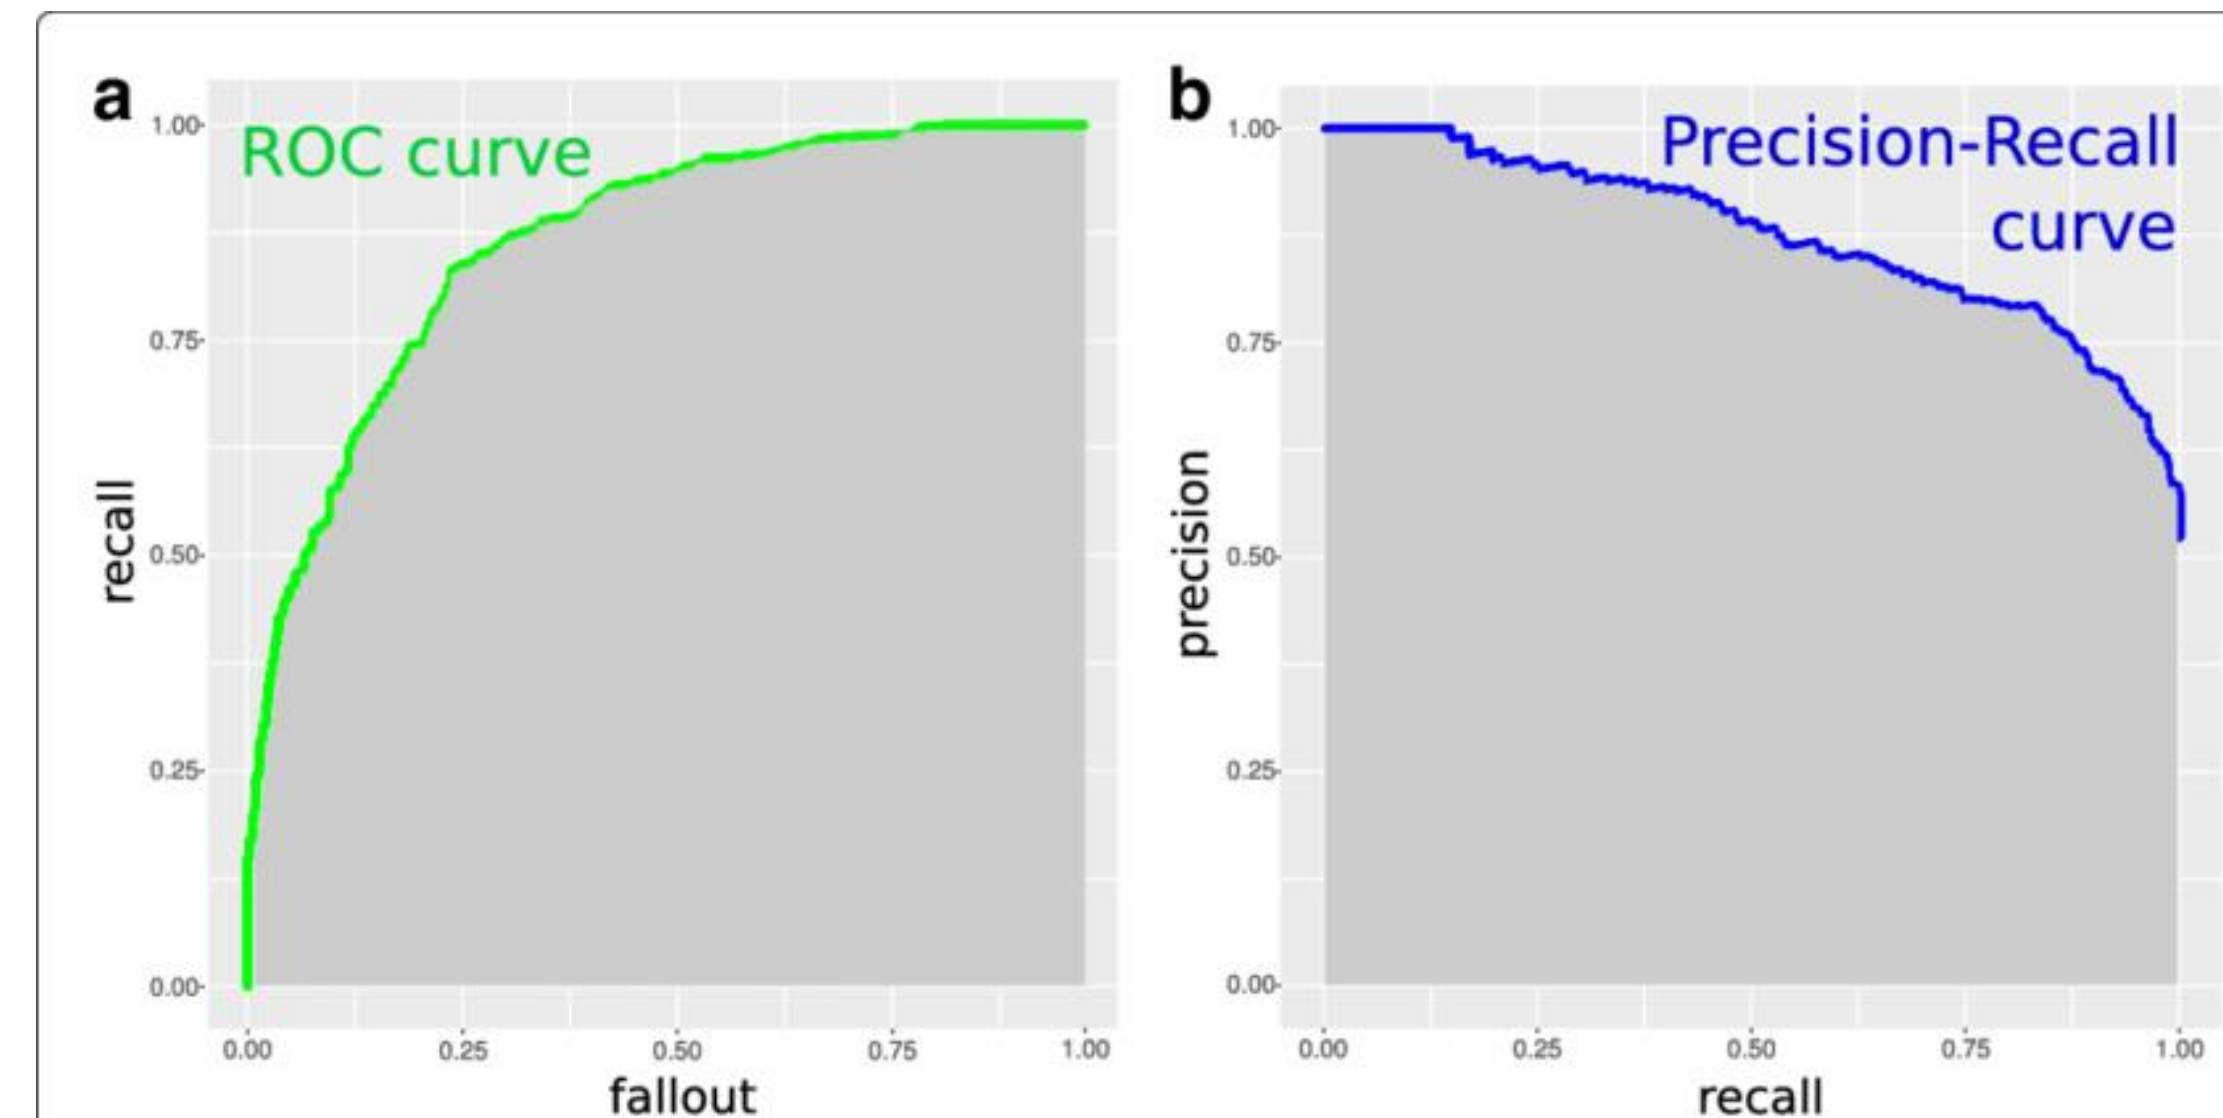 a
ROC curve
1.00
0.75
0.50
0.25
0.00
recall
0.00 0.25 0.50 0.75 1.00
fallout
b
Precision-Recall
curve
1.00
0.75
0.50
0.25
0.00
precision
0.00 0.25 0.50 0.75 1.00
recall